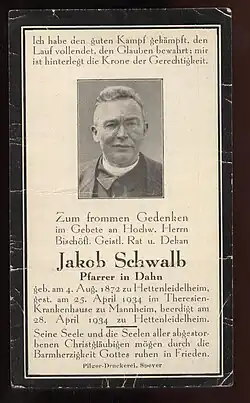 Ich habe den guten Kampf gekämpft, den
Lauf vollendet, den Glauben bewahrt; mir
ist hinterlegt die Krone der Gerechtigkeit.
Zum frommen Gedenken
im Gebete an Hochw. Herrn
Bischöfl. Geistl. Rat u. Dekan
Jakob Schwalb
Pfarrer in Dahn
geb. am 4. Aug. 1872 zu Hettenleidelheim,
gest. am 25. April 1934 im Theresien-
Krankenhause zu Mannheim, beerdigt am
28. April 1934 zu Hettenleidelheim.
Seine Seele und die Seelen aller abgestor-
benen Christgläubigen mögen durch die
Barmherzigkeit Gottes ruhen in Frieden.
Pilger-Druckerei, Speyer